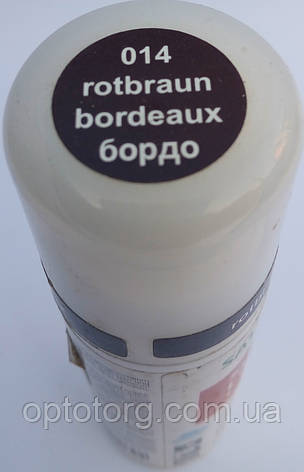 014
rotbraun
bordeaux
бордо
optotorg.com.ua